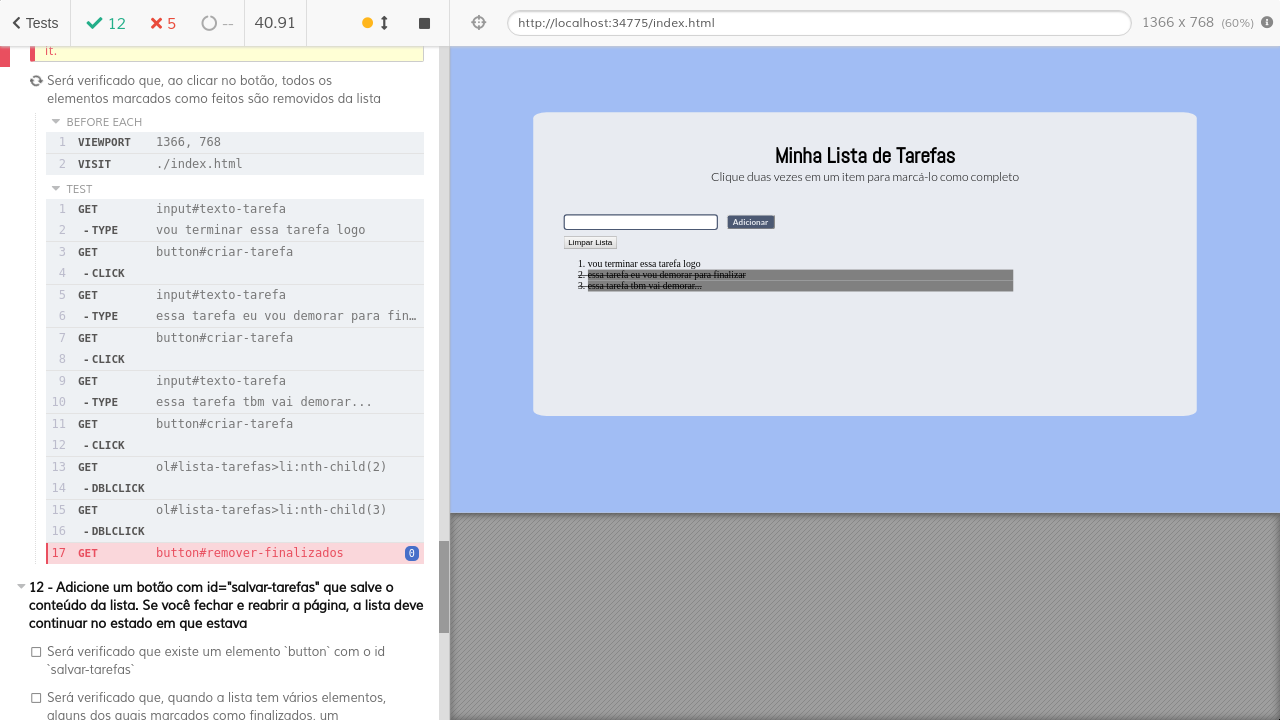 Tests 12 5 -- 40.91
http://localhost:34775/index.html 1366 x 768 (60%)
it.
Será verificado que, ao clicar no botão, todos os
elementos marcados como feitos são removidos da lista
BEFORE EACH
1 VIEWPORT 1366, 768
2 VISIT ./index.html
TEST
1 GET input#texto-tarefa
2 -TYPE vou terminar essa tarefa logo
3 GET button#criar-tarefa
4 -CLICK
5 GET input#texto-tarefa
6 -TYPE essa tarefa eu vou demorar para fin…
7 GET button#criar-tarefa
8 -CLICK
9 GET input#texto-tarefa
10 -TYPE essa tarefa tbm vai demorar...
11 GET button#criar-tarefa
12 -CLICK
13 GET ol#lista-tarefas>li:nth-child(2)
14 -DBLCLICK
15 GET ol#lista-tarefas>li:nth-child(3)
16 -DBLCLICK
17 GET button#remover-finalizados 0
12 - Adicione um botão com id="salvar-tarefas" que salve o
conteúdo da lista. Se você fechar e reabrir a página, a lista deve
continuar no estado em que estava
Será verificado que existe um elemento `button` com o id
`salvar-tarefas`
Será verificado que, quando a lista tem vários elementos,
alguns dos quais marcados como finalizados, um
Minha Lista de Tarefas
Clique duas vezes em um item para marcá-lo como completo
Adicionar
Limpar Lista
1. vou terminar essa tarefa logo
2. essa tarefa eu vou demorar para finalizar
3. essa tarefa tbm vai demorar...